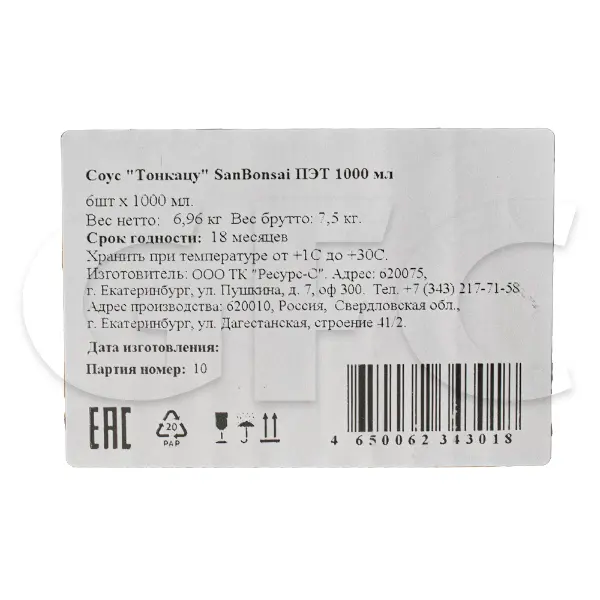 Соус "Тонкацу" SanBonsai ПЭТ 1000 мл
6шт х 1000 мл.
Вес нетто: 6,96 кг Вес брутто: 7,5 кг.
Срок годности: 18 месяцев
Хранить при температуре от +1С до +30С.
Изготовитель: ООО ТК "Ресурс-С". Адрес: 620075,
г. Екатеринбург, ул. Пушкина, д. 7, оф 300. Тел. +7 (343) 217-71-58
Адрес производства: 620010, Россия, Свердловская обл.,
г. Екатеринбург, ул. Дагестанская, строение 41/2.
Дата изготовления:
Партия номер: 10
EAC
20
PAP
4 650062 343018
GFC